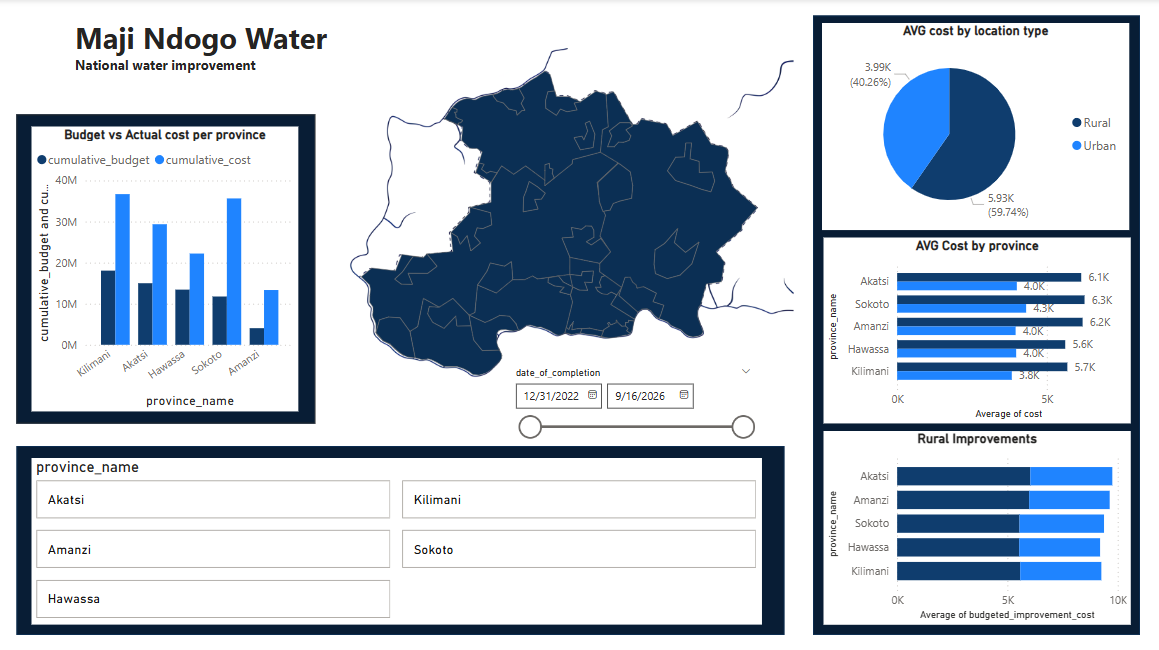 Maji Ndogo Water
National water improvement
Budget vs Actual cost per province
cumulative_budget cumulative_cost
cumulative_budget and cu...
40M
30M
20M
10M
0M
Kilimani
Akatsi
Hawassa
Sokoto
Amanzi
province_name
date_of_completion
12/31/2022
9/16/2026
province_name
Akatsi
Kilimani
Amanzi
Sokoto
Hawassa
AVG cost by location type
3.99K
(40.26%)
5.93K
(59.74%)
Rural
Urban
AVG Cost by province
province_name
Akatsi 6.1K
4.0K
Sokoto 6.3K
4.3K
Amanzi 6.2K
4.0K
Hawassa 5.6K
4.0K
Kilimani 5.7K
3.8K
0K 5K
Average of cost
Rural Improvements
province_name
Akatsi
Amanzi
Sokoto
Hawassa
Kilimani
0K 5K 10K
Average of budgeted_improvement_cost